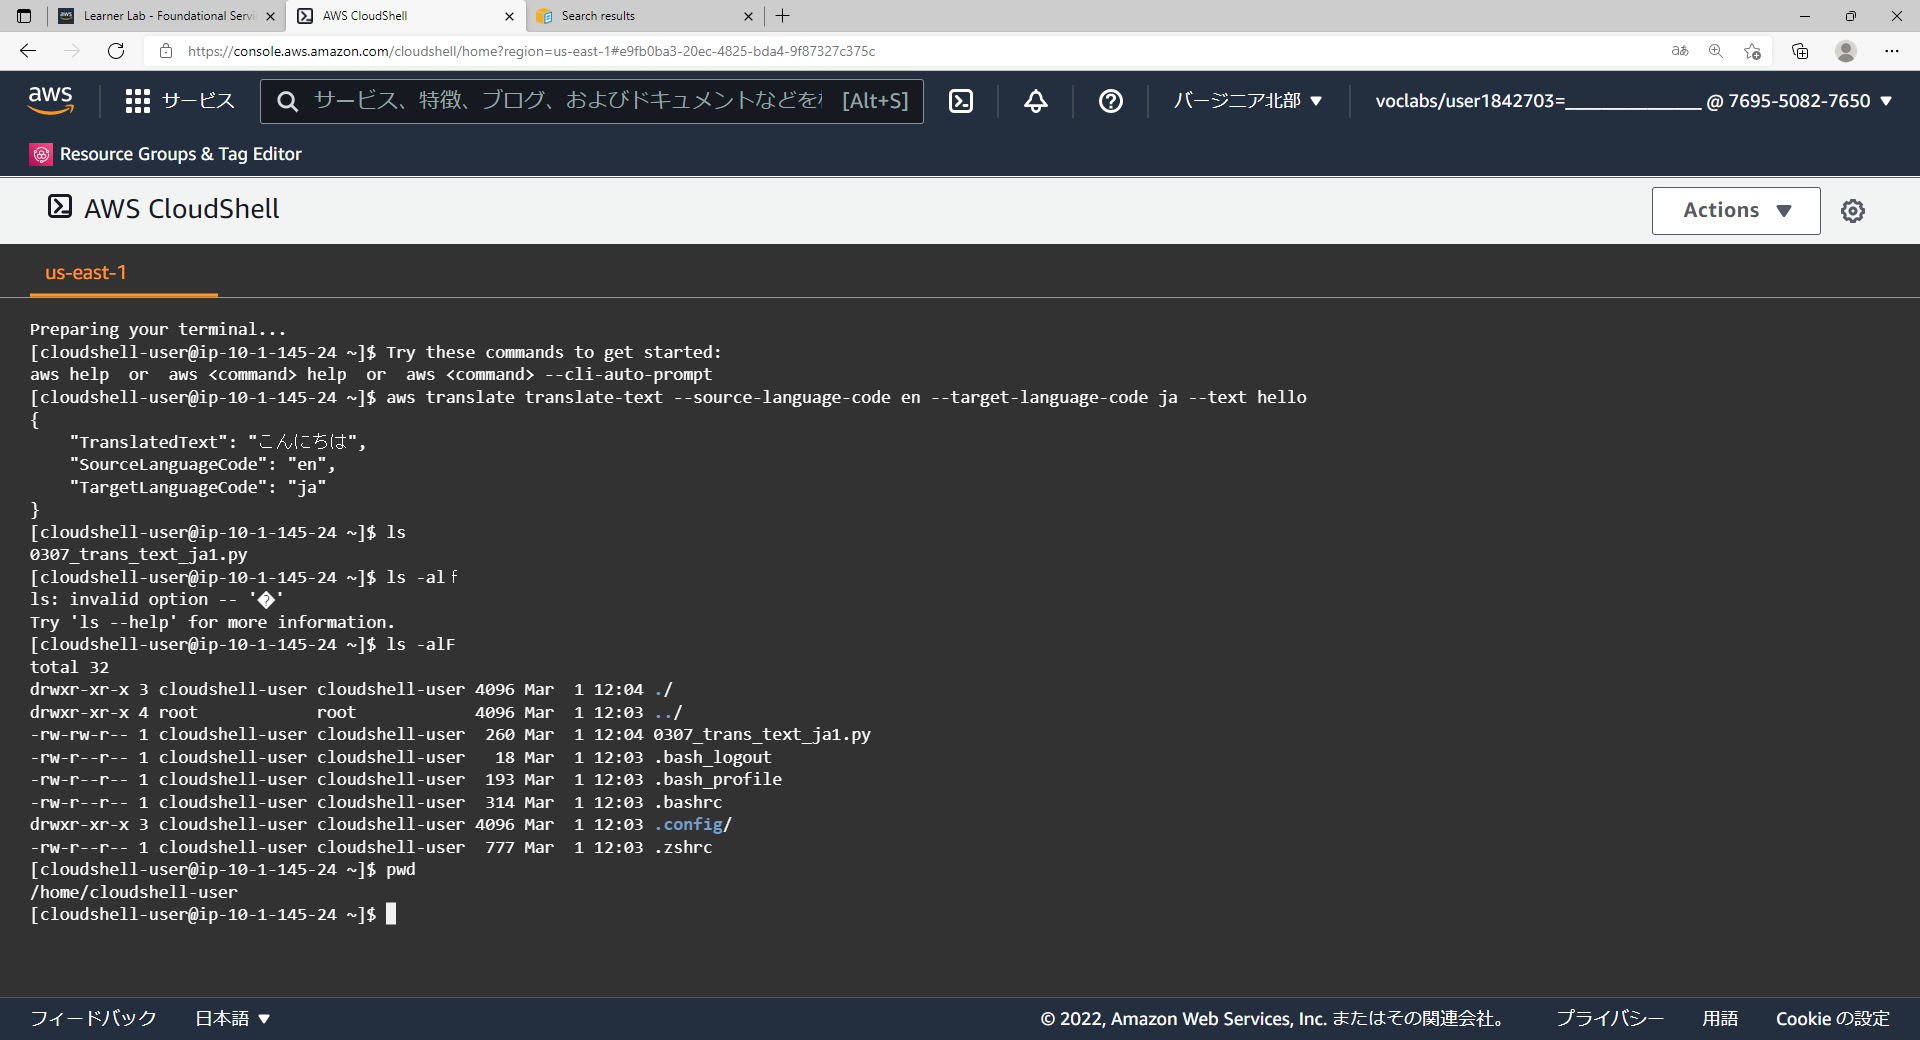 Learner Lab - Foundational Servi
AWS CloudShell
Search results
https://console.aws.amazon.com/cloudshell/home?region=us-east-1#e9fb0ba3-20ec-4825-bda4-9f87327c375c
aあ
aws
サービス
サービス、特徴、ブログ、およびドキュメントなどを
[Alt+S]
バージニア北部 ▼
voclabs/user1842703=_______________ @ 7695-5082-7650 ▼
Resource Groups & Tag Editor
AWS CloudShell
Actions ▼
us-east-1
Preparing your terminal...
[cloudshell-user@ip-10-1-145-24 ~]$ Try these commands to get started:
aws help  or  aws <command> help  or  aws <command> --cli-auto-prompt
[cloudshell-user@ip-10-1-145-24 ~]$ aws translate translate-text --source-language-code en --target-language-code ja --text hello
{
    "TranslatedText": "こんにちは",
    "SourceLanguageCode": "en",
    "TargetLanguageCode": "ja"
}
[cloudshell-user@ip-10-1-145-24 ~]$ ls
0307_trans_text_ja1.py
[cloudshell-user@ip-10-1-145-24 ~]$ ls -alｆ
ls: invalid option -- '�'
Try 'ls --help' for more information.
[cloudshell-user@ip-10-1-145-24 ~]$ ls -alF
total 32
drwxr-xr-x 3 cloudshell-user cloudshell-user 4096 Mar  1 12:04 ./
drwxr-xr-x 4 root            root            4096 Mar  1 12:03 ../
-rw-rw-r-- 1 cloudshell-user cloudshell-user  260 Mar  1 12:04 0307_trans_text_ja1.py
-rw-r--r-- 1 cloudshell-user cloudshell-user   18 Mar  1 12:03 .bash_logout
-rw-r--r-- 1 cloudshell-user cloudshell-user  193 Mar  1 12:03 .bash_profile
-rw-r--r-- 1 cloudshell-user cloudshell-user  314 Mar  1 12:03 .bashrc
drwxr-xr-x 3 cloudshell-user cloudshell-user 4096 Mar  1 12:03 .config/
-rw-r--r-- 1 cloudshell-user cloudshell-user  777 Mar  1 12:03 .zshrc
[cloudshell-user@ip-10-1-145-24 ~]$ pwd
/home/cloudshell-user
[cloudshell-user@ip-10-1-145-24 ~]$
フィードバック
日本語 ▼
© 2022, Amazon Web Services, Inc. またはその関連会社。
プライバシー
用語
Cookie の設定